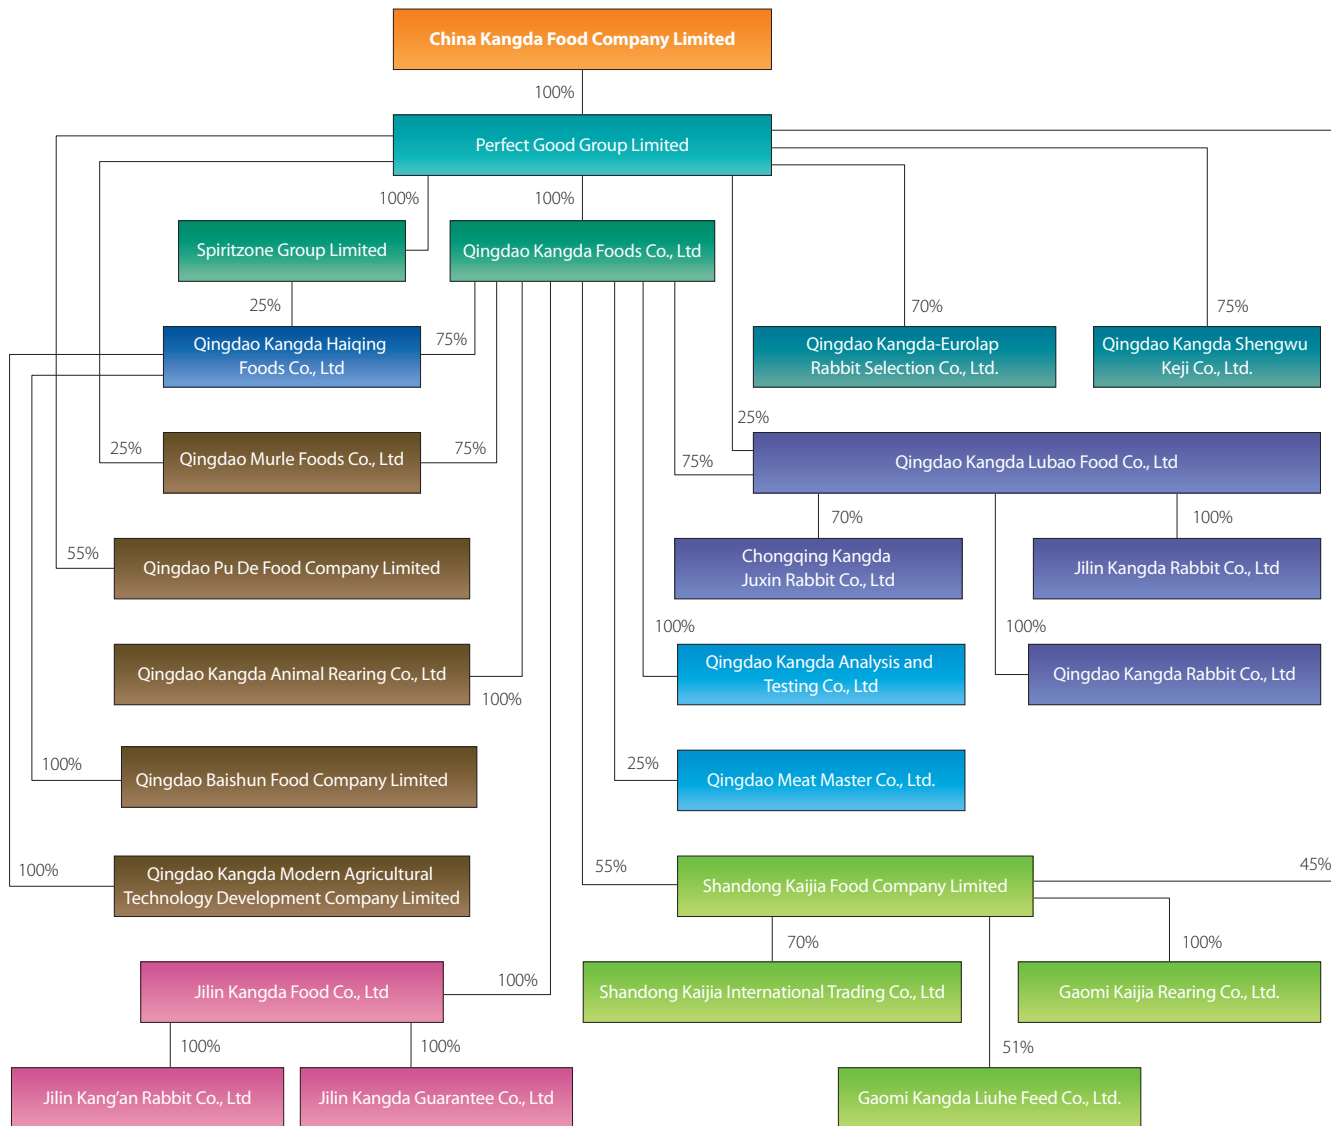 China Kangda Food Company Limited
100%
Perfect Good Group Limited
100%
100%
Spiritzone Group Limited
Qingdao Kangda Foods Co., Ltd
25%
75%
70%
75%
Qingdao Kangda Haiqing
Foods Co., Ltd
Qingdao Kangda-Eurolap
Rabbit Selection Co., Ltd.
Qingdao Kangda Shengwu
Keji Co., Ltd.
25%
25%
75%
75%
Qingdao Murle Foods Co., Ltd
Qingdao Kangda Lubao Food Co., Ltd
70%
100%
55%
Qingdao Pu De Food Company Limited
Chongqing Kangda
Juxin Rabbit Co., Ltd
Jilin Kangda Rabbit Co., Ltd
100%
100%
Qingdao Kangda Animal Rearing Co., Ltd
100%
Qingdao Kangda Analysis and
Testing Co., Ltd
Qingdao Kangda Rabbit Co., Ltd
100%
25%
Qingdao Baishun Food Company Limited
Qingdao Meat Master Co., Ltd.
100%
55%
45%
Qingdao Kangda Modern Agricultural
Technology Development Company Limited
Shandong Kaijia Food Company Limited
70%
100%
100%
Jilin Kangda Food Co., Ltd
Shandong Kaijia International Trading Co., Ltd
Gaomi Kaijia Rearing Co., Ltd.
100%
100%
51%
Jilin Kang'an Rabbit Co., Ltd
Jilin Kangda Guarantee Co., Ltd
Gaomi Kangda Liuhe Feed Co., Ltd.